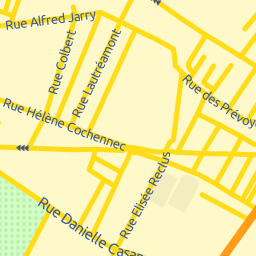 Rue Alfred Jarry
Rue Colbert
Rue Lautréamont
Rue des Prévoy
Rue Hélène Cochennec
Rue Elisée Reclus
Rue Danielle Casan